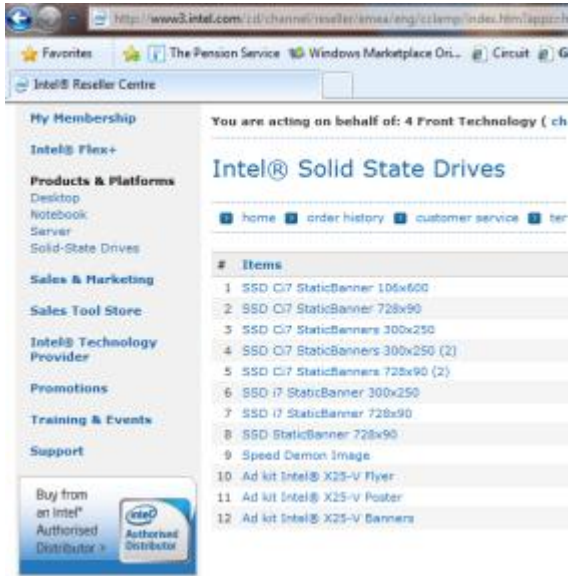 http://www3.intel.com/cd/channel/reseller/emea/eng/
Favorites
The Pension Service
Windows Marketplace Onl...
Circuit
G
Intel® Reseller Centre
My Membership
You are acting on behalf of: 4 Front Technology ( ch
Intel® Flex+
Intel® Solid State Drives
Products & Platforms
Desktop
Notebook
Server
Solid-State Drives
home
order history
customer service
ter
# Items
Sales & Marketing
1 SSD Ci7 StaticBanner 106x600
Sales Tool Store
2 SSD Ci7 StaticBanner 728x90
3 SSD Ci7 StaticBanners 300x250
Intel® Technology
Provider
4 SSD Ci7 StaticBanners 300x250 (2)
5 SSD Ci7 StaticBanners 728x90 (2)
Promotions
6 SSD i7 StaticBanner 300x250
7 SSD i7 StaticBanner 728x90
Training & Events
8 SSD StaticBanner 728x90
Support
9 Speed Demon Image
10 Ad kit Intel® X25-V Flyer
11 Ad kit Intel® X25-V Poster
12 Ad kit Intel® X25-V Banners
Buy from
an Intel®
Authorised
Distributor >
intel
Authorised
Distributor